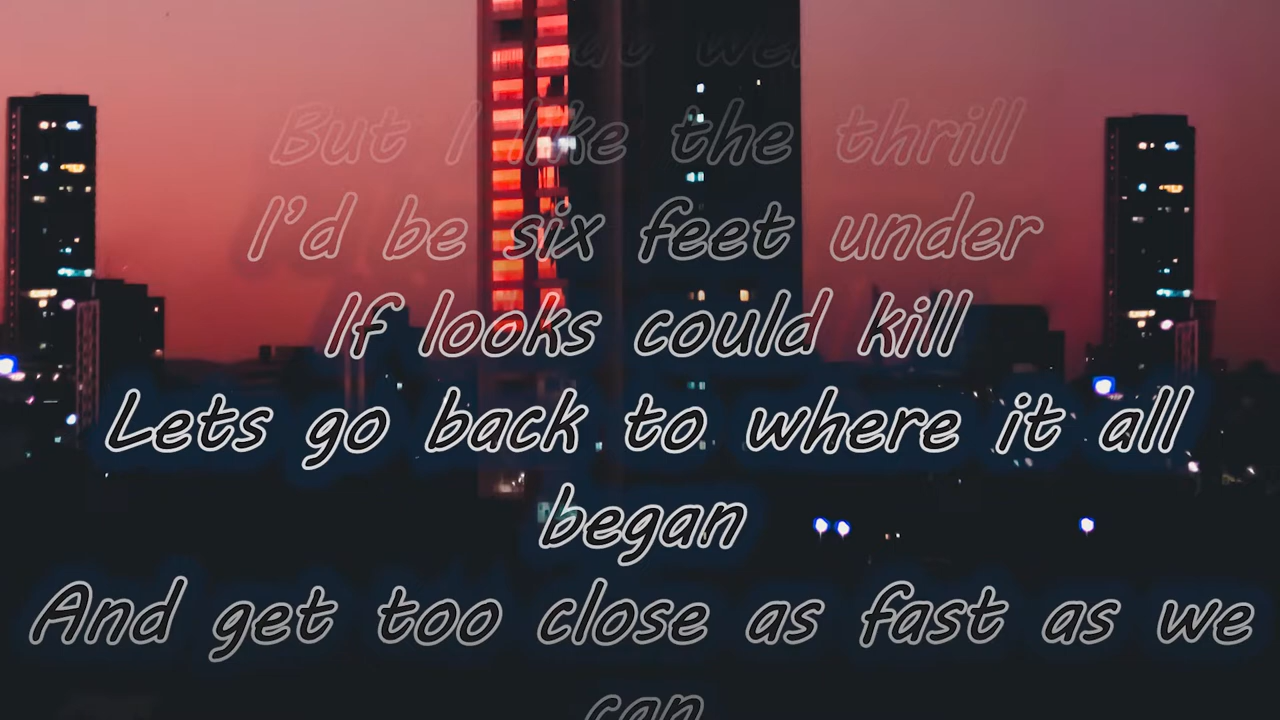 But I like the thrill
I'd be six feet under
If looks could kill
Lets go back to where it all
began
And get too close as fast as we
can